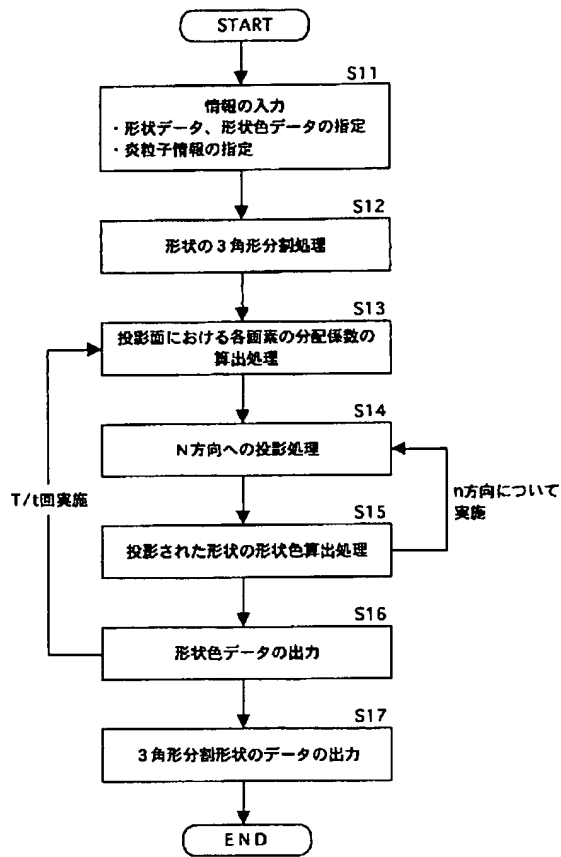 START
S11
情報の入力
・形状データ、形状色データの指定
・炎粒子情報の指定
S12
形状の3角形分割処理
S13
投影面における各画素の分配係数の
算出処理
S14
N方向への投影処理
T/t回実施
n方向について
実施
S15
投影された形状の形状色算出処理
S16
形状色データの出力
S17
3角形分割形状のデータの出力
END